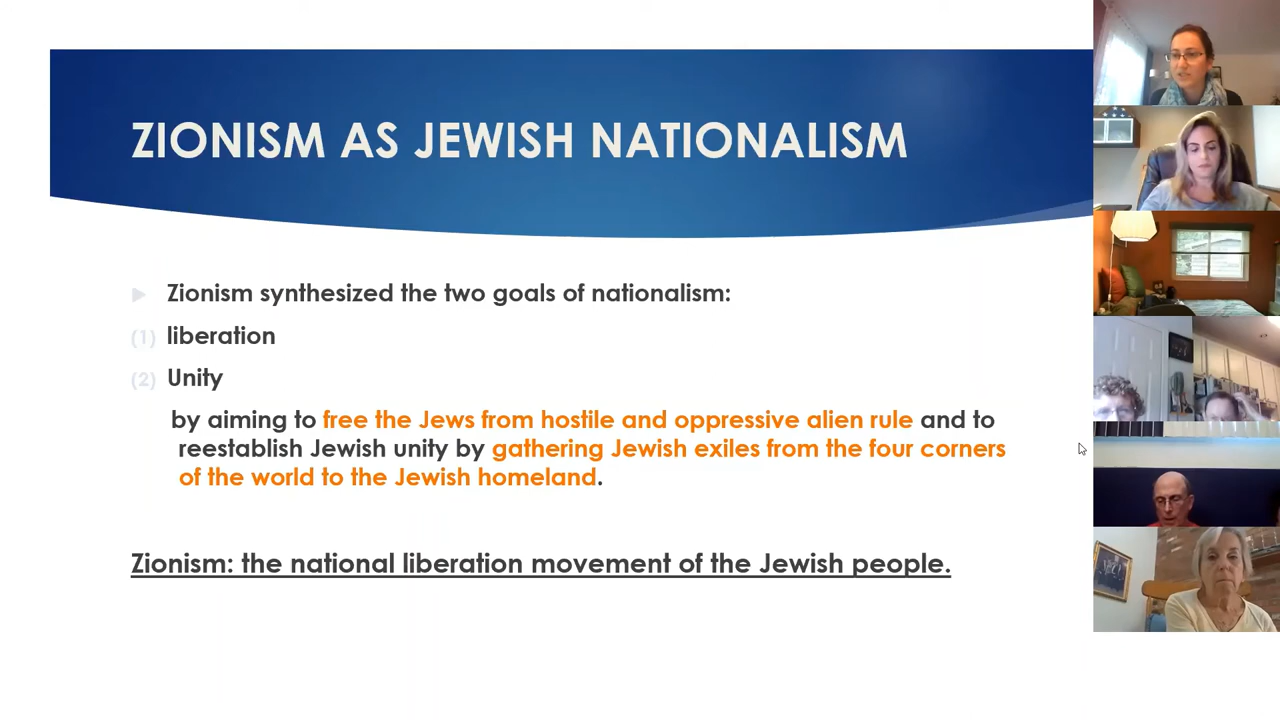 ZIONISM AS JEWISH NATIONALISM
Zionism synthesized the two goals of nationalism:
(1) liberation
(2) Unity
by aiming to free the Jews from hostile and oppressive alien rule and to
reestablish Jewish unity by gathering Jewish exiles from the four corners
of the world to the Jewish homeland.
Zionism: the national liberation movement of the Jewish people.